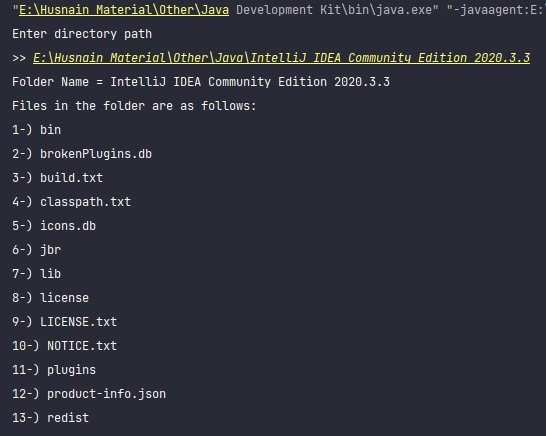 "E:\Husnain Material\Other\Java Development Kit\bin\java.exe" "-javaagent:E:\
Enter directory path
>> E:\Husnain Material\Other\Java\IntelliJ IDEA Community Edition 2020.3.3
Folder Name = IntelliJ IDEA Community Edition 2020.3.3
Files in the folder are as follows:
1-) bin
2-) brokenPlugins.db
3-) build.txt
4-) classpath.txt
5-) icons.db
6-) jbr
7-) lib
8-) license
9-) LICENSE.txt
10-) NOTICE.txt
11-) plugins
12-) product-info.json
13-) redist